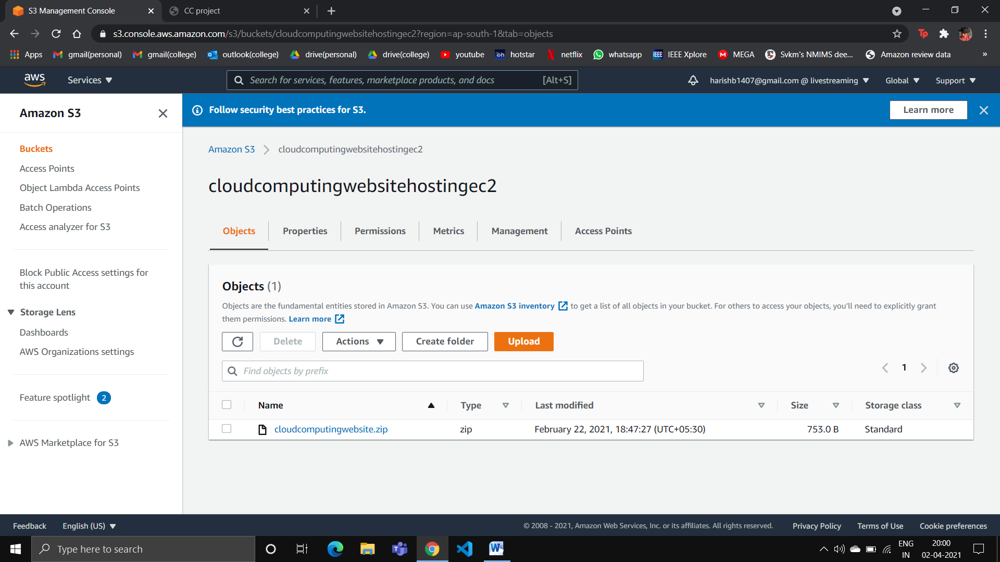 S3 Management Console
CC project
s3.console.aws.amazon.com/s3/buckets/cloudcomputingwebsitehostingec2?region=ap-south-1&tab=objects
Apps gmail(personal) gmail(college) outlook(college) drive(personal) drive(college) youtube hotstar netflix whatsapp IEEE Xplore MEGA Svkm's NMIMS dee... Amazon review data »
aws Services Search for services, features, marketplace products, and docs [Alt+S] harishb1407@gmail.com @ livestreaming Global Support
Amazon S3
Buckets
Access Points
Object Lambda Access Points
Batch Operations
Access analyzer for S3
Block Public Access settings for
this account
Storage Lens
Dashboards
AWS Organizations settings
Feature spotlight 2
AWS Marketplace for S3
Follow security best practices for S3. Learn more
Amazon S3 > cloudcomputingwebsitehostingec2
cloudcomputingwebsitehostingec2
Objects Properties Permissions Metrics Management Access Points
Objects (1)
Objects are the fundamental entities stored in Amazon S3. You can use Amazon S3 inventory to get a list of all objects in your bucket. For others to access your objects, you'll need to explicitly grant
them permissions. Learn more
Delete Actions Create folder Upload
Find objects by prefix
1
Name Type Last modified Size Storage class
cloudcomputingwebsite.zip zip February 22, 2021, 18:47:27 (UTC+05:30) 753.0 B Standard
Feedback English (US) © 2008 - 2021, Amazon Web Services, Inc. or its affiliates. All rights reserved. Privacy Policy Terms of Use Cookie preferences
Type here to search
ENG
IN
20:00
02-04-2021